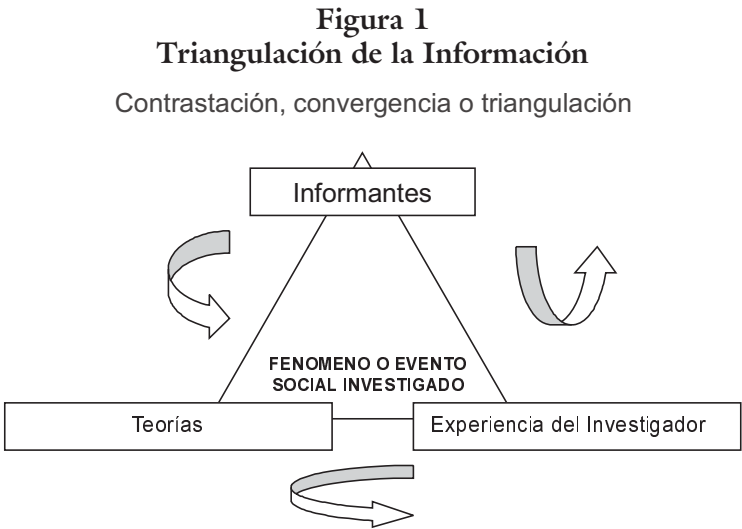 Figura 1
Triangulación de la Información
Contrastación, convergencia o triangulación
Informantes
FENOMENO O EVENTO
SOCIAL INVESTIGADO
Teorías
Experiencia del Investigador